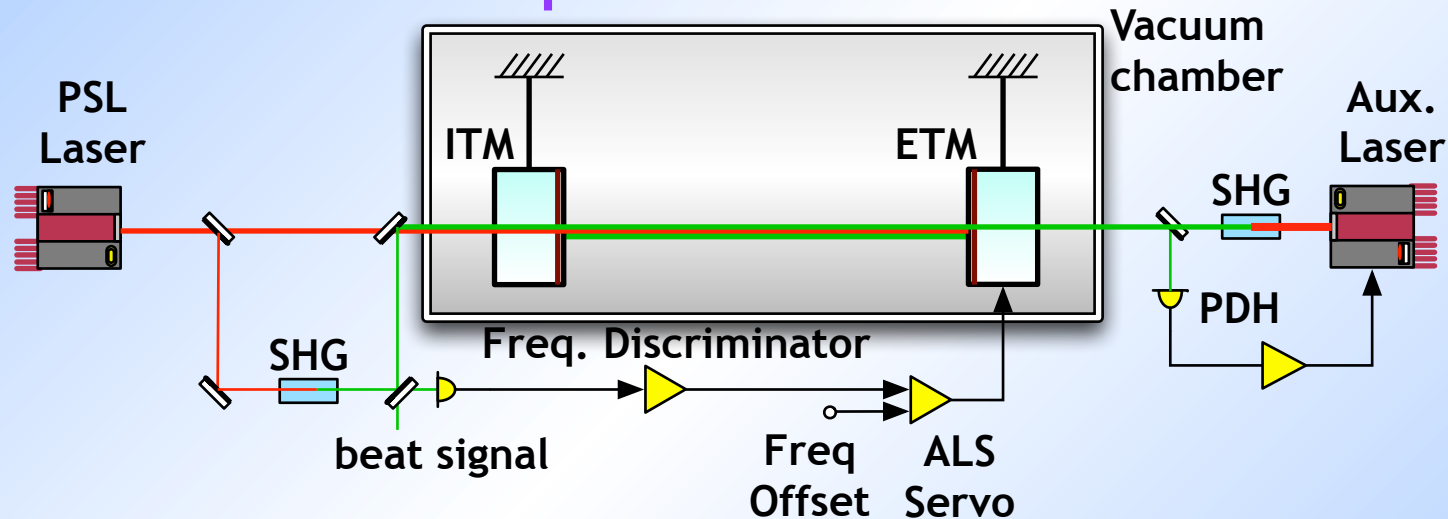 Vacuum
chamber
PSL
Laser
Aux.
Laser
ITM
ETM
SHG
PDH
Freq. Discriminator
SHG
beat signal
Freq
Offset
ALS
Servo